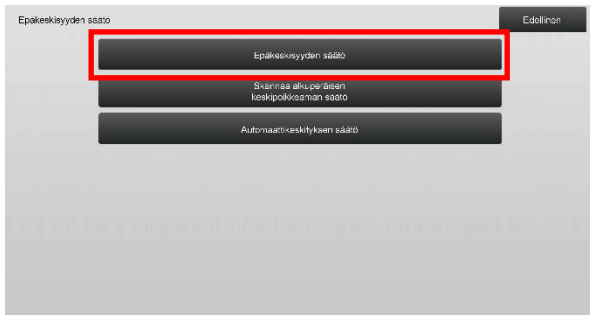 Epäkeskisyyden säätö
Edellinen
Epäkeskisyyden säätö
Skannaa alkuperäisen
keskipoikkeaman säätö
Automaattikeskityksen säätö